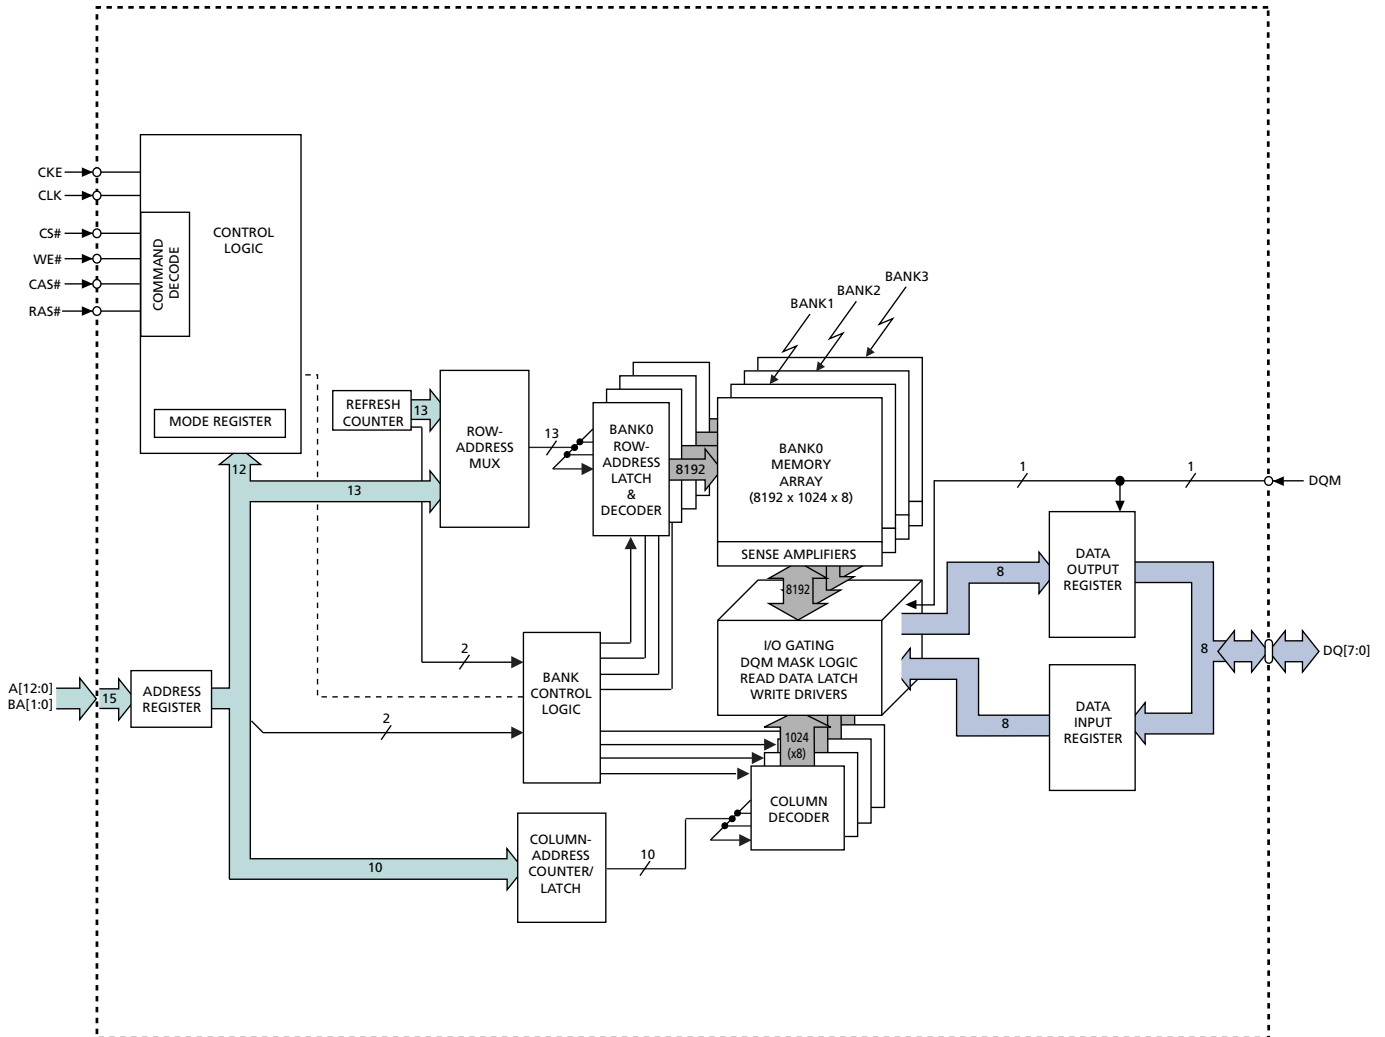 BANK3
BANK2
BANK1
CKE
CLK
CS#
WE#
CAS#
RAS#
COMMAND
DECODE
CONTROL
LOGIC
MODE REGISTER
12
REFRESH
COUNTER
13
13
ROW-
ADDRESS
MUX
13
BANK0
ROW-
ADDRESS
LATCH
&
DECODER
8192
BANK0
MEMORY
ARRAY
(8192 x 1024 x 8)
SENSE AMPLIFIERS
8192
I/O GATING
DQM MASK LOGIC
READ DATA LATCH
WRITE DRIVERS
1024
(x8)
COLUMN
DECODER
1
1
DQM
8
DATA
OUTPUT
REGISTER
8
DQ[7:0]
8
DATA
INPUT
REGISTER
A[12:0]
BA[1:0]
15
ADDRESS
REGISTER
2
2
BANK
CONTROL
LOGIC
10
COLUMN-
ADDRESS
COUNTER/
LATCH
10